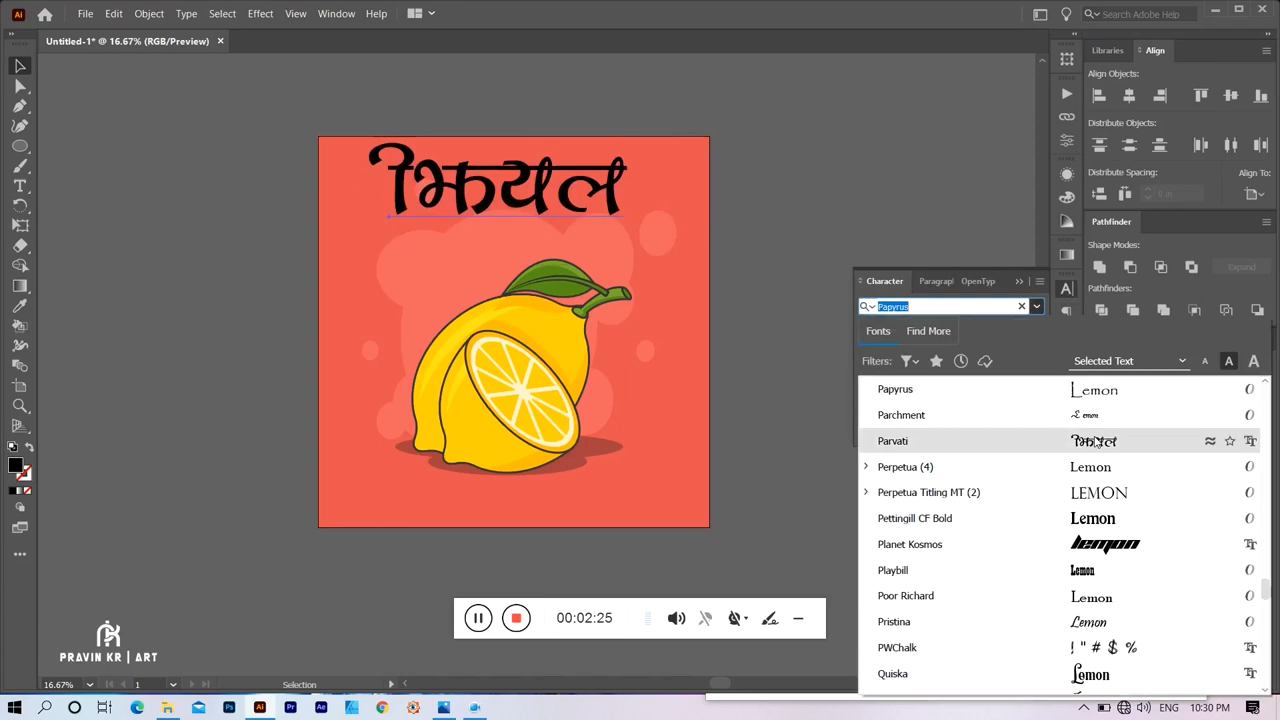 File Edit Object Type Select Effect View Window Help
Search Adobe Help
Untitled-1* @ 16.67% (RGB/Preview)
Libraries Align
Align Objects:
Distribute Objects:
Distribute Spacing: Align To:
0 in
Pathfinder
Shape Modes:
Expand
Pathfinders:
झियल
Character Paragraph OpenTyp
Papyrus
Fonts Find More
Filters: Selected Text
Papyrus Lemon
Parchment Lemon
Parvati
Perpetua (4) Lemon
Perpetua Titling MT (2) LEMON
Pettingill CF Bold Lemon
Planet Kosmos lemon
Playbill Lemon
Poor Richard Lemon
Pristina Lemon
PWChalk ! " # $ %
Quiska Lemon
00:02:25
PRAVIN KR | ART
16.67% 1 Selection
ENG 10:30 PM